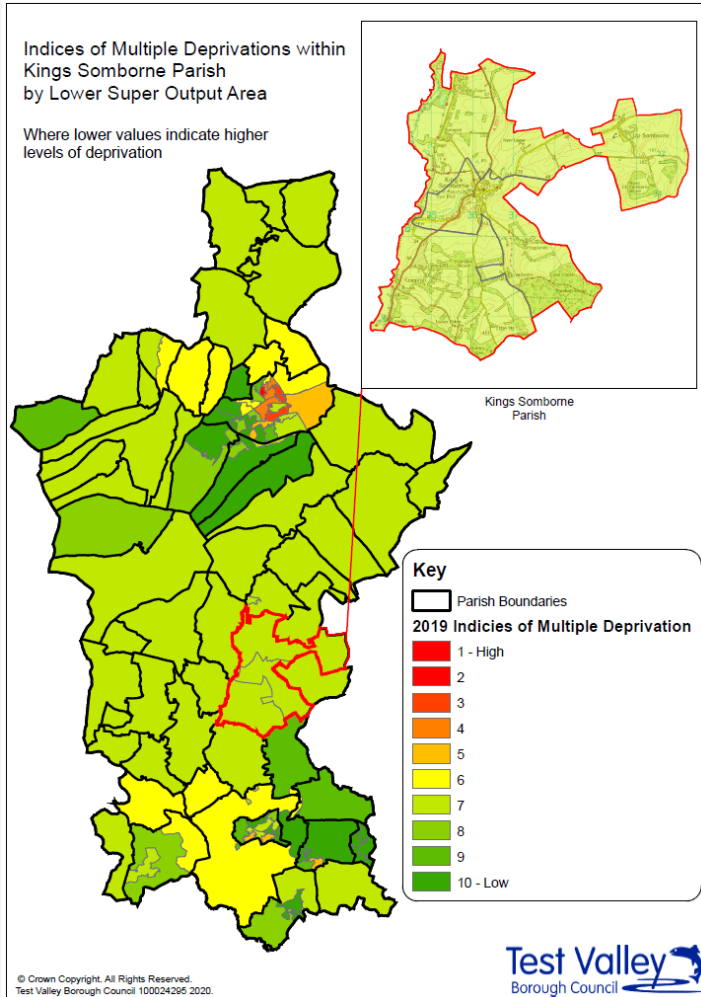 Indices of Multiple Deprivations within
Kings Somborne Parish
by Lower Super Output Area
Where lower values indicate higher
levels of deprivation
Kings Somborne
Parish
Key
Parish Boundaries
2019 Indicies of Multiple Deprivation
1 - High
2
3
4
5
6
7
8
9
10 - Low
© Crown Copyright. All Rights Reserved.
Test Valley Borough Council 100024295 2020.
Test Valley
Borough Council